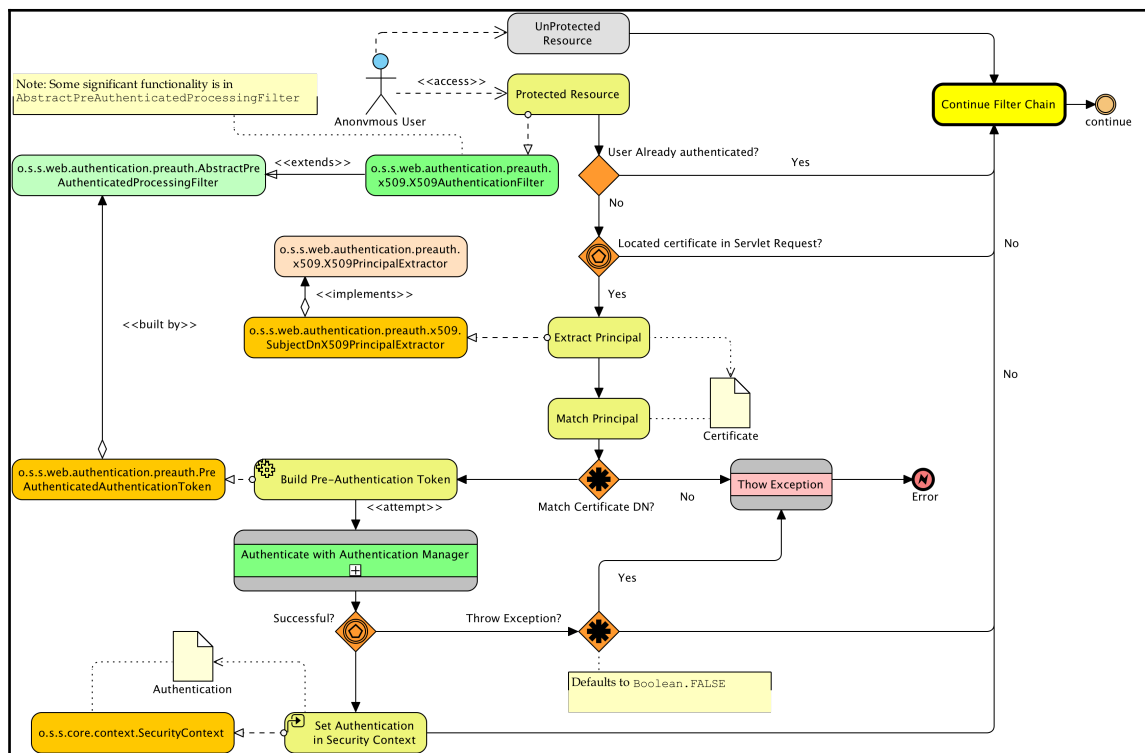 UnProtected
Resource
<<access>>
Note: Some significant functionality is in
AbstractPreAuthenticatedProcessingFilter
Protected Resource
Continue Filter Chain
continue
Anonymous User
User Already authenticated?
Yes
<<extends>>
o.s.s.web.authentication.preauth.AbstractPre
AuthenticatedProcessingFilter
o.s.s.web.authentication.preauth.
x509.X509AuthenticationFilter
No
o.s.s.web.authentication.preauth.
x509.X509PrincipalExtractor
Located certificate in Servlet Request?
No
<<implements>>
Yes
<<built by>>
o.s.s.web.authentication.preauth.x509.
SubjectDnX509PrincipalExtractor
Extract Principal
No
Match Principal
Certificate
o.s.s.web.authentication.preauth.Pre
AuthenticatedAuthenticationToken
Build Pre-Authentication Token
Match Certificate DN?
No
Thow Exception
Error
<<attempt>>
Authenticate with Authentication Manager
Yes
Successful?
Throw Exception?
Defaults to Boolean.FALSE
Authentication
o.s.s.core.context.SecurityContext
Set Authentication
in Security Context